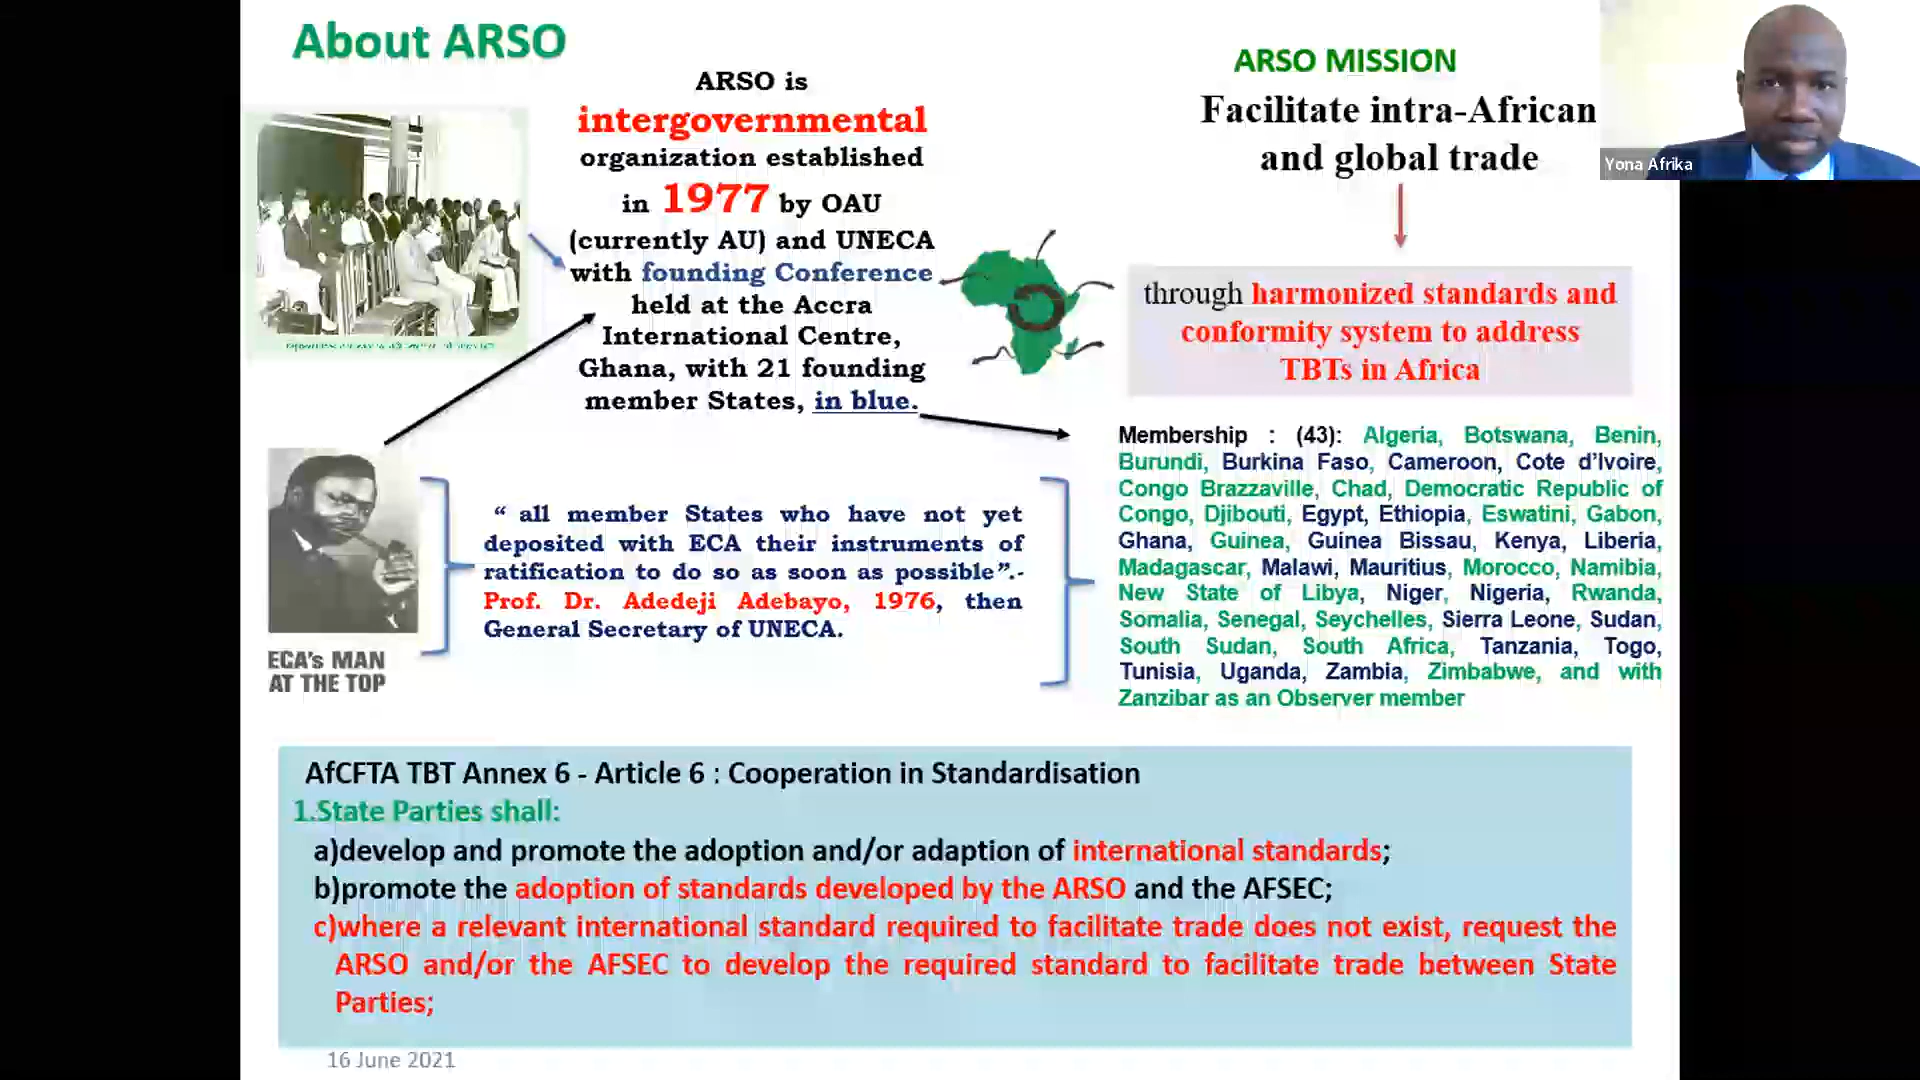 About ARSO
ARSO is
intergovernmental
organization established
in 1977 by OAU
(currently AU) and UNECA
with founding Conference
held at the Accra
International Centre,
Ghana, with 21 founding
member States, in blue.
ARSO MISSION
Facilitate intra-African
and global trade
Yona Afrika
through harmonized standards and
conformity system to address
TBTs in Africa
Membership : (43): Algeria, Botswana, Benin,
Burundi, Burkina Faso, Cameroon, Cote d’Ivoire,
Congo Brazzaville, Chad, Democratic Republic of
Congo, Djibouti, Egypt, Ethiopia, Eswatini, Gabon,
Ghana, Guinea, Guinea Bissau, Kenya, Liberia,
Madagascar, Malawi, Mauritius, Morocco, Namibia,
New State of Libya, Niger, Nigeria, Rwanda,
Somalia, Senegal, Seychelles, Sierra Leone, Sudan,
South Sudan, South Africa, Tanzania, Togo,
Tunisia, Uganda, Zambia, Zimbabwe, and with
Zanzibar as an Observer member
“ all member States who have not yet
deposited with ECA their instruments of
ratification to do so as soon as possible”.-
Prof. Dr. Adedeji Adebayo, 1976, then
General Secretary of UNECA.
ECA's MAN
AT THE TOP
AfCFTA TBT Annex 6 - Article 6 : Cooperation in Standardisation
1.State Parties shall:
a)develop and promote the adoption and/or adaption of international standards;
b)promote the adoption of standards developed by the ARSO and the AFSEC;
c)where a relevant international standard required to facilitate trade does not exist, request the
ARSO and/or the AFSEC to develop the required standard to facilitate trade between State
Parties;
16 June 2021